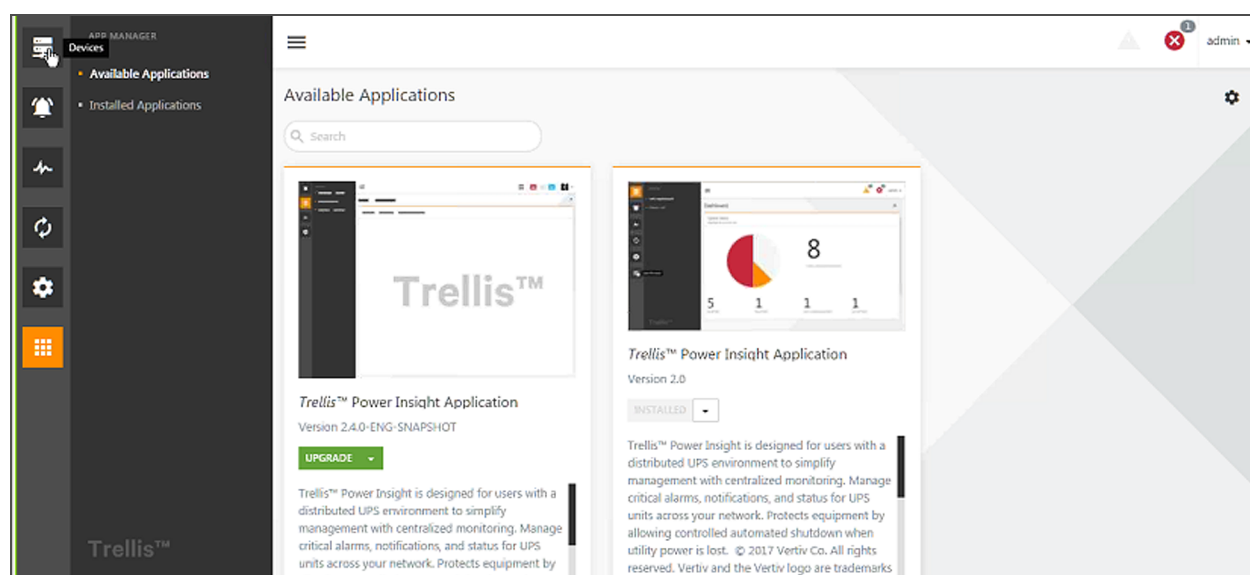 APP MANAGER
Devices
Available Applications
Installed Applications
Trellis™
1
admin
Available Applications
Search
Trellis™
Trellis™ Power Insight Application
Version 2.4.0-ENG-SNAPSHOT
UPGRADE
Trellis™ Power Insight is designed for users with a
distributed UPS environment to simplify
management with centralized monitoring. Manage
critical alarms, notifications, and status for UPS
units across your network. Protects equipment by
Dashboard
8
5
1
1
1
Trellis™ Power Insight Application
Version 2.0
INSTALLED
Trellis™ Power Insight is designed for users with a
distributed UPS environment to simplify
management with centralized monitoring. Manage
critical alarms, notifications, and status for UPS
units across your network. Protects equipment by
allowing controlled automated shutdown when
utility power is lost. © 2017 Vertiv Co. All rights
reserved. Vertiv and the Vertiv logo are trademarks